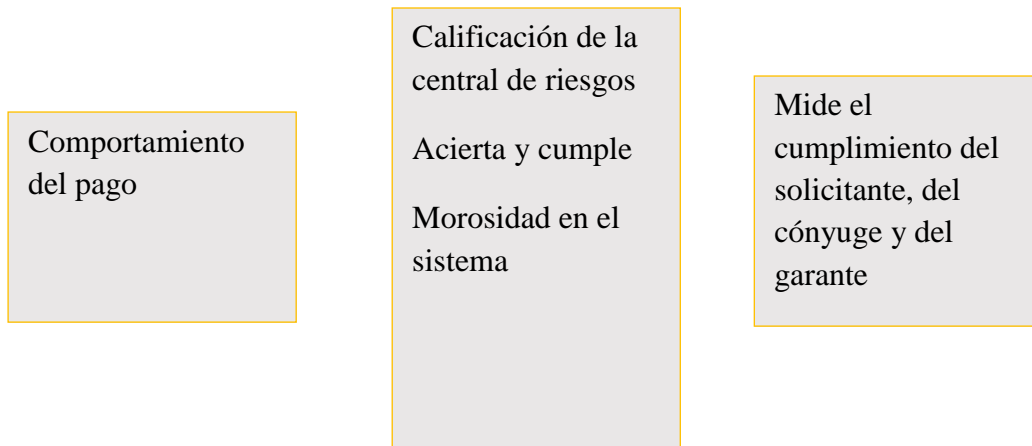 Comportamiento
del pago
Calificación de la
central de riesgos
Acierta y cumple
Morosidad en el
sistema
Mide el
cumplimiento del
solicitante, del
cónyuge y del
garante